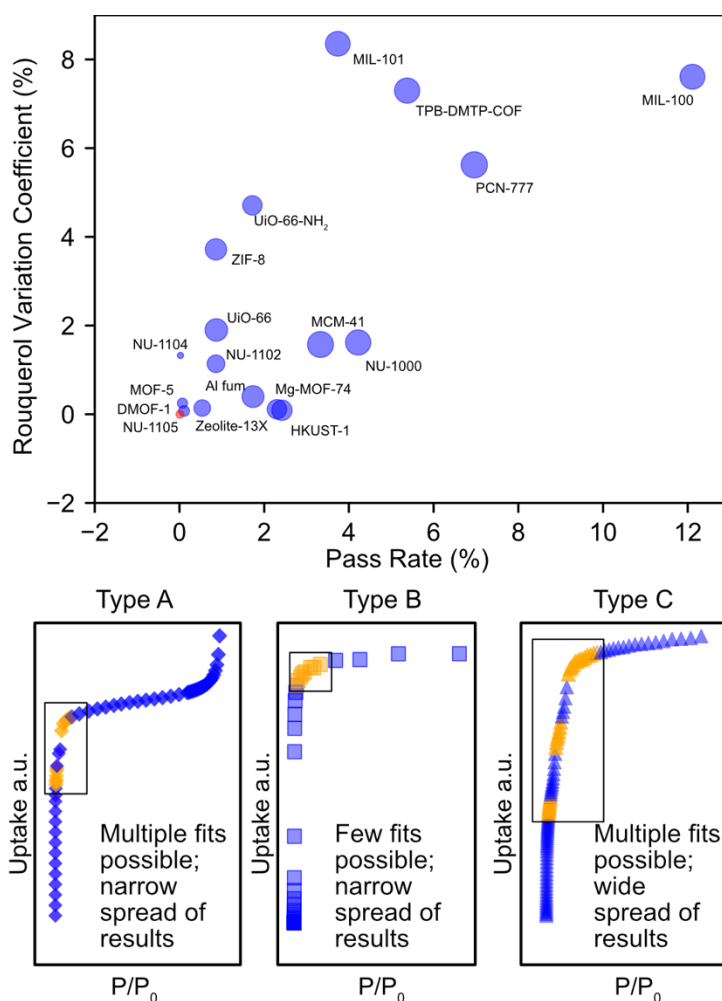 8
6
4
2
0
−2
Rouquerol Variation Coefficient (%)
MIL-101
MIL-100
TPB-DMTP-COF
PCN-777
UiO-66-NH₂
ZIF-8
UiO-66
MCM-41
NU-1104
NU-1102
NU-1000
MOF-5
Al fum
Mg-MOF-74
DMOF-1
NU-1105
Zeolite-13X
HKUST-1
−2 0 2 4 6 8 10 12
Pass Rate (%)
Type A
Uptake a.u.
Multiple fits
possible;
narrow
spread of
results
P/P₀
Type B
Uptake a.u.
Few fits
possible;
narrow
spread of
results
P/P₀
Type C
Uptake a.u.
Multiple fits
possible;
wide
spread of
results
P/P₀